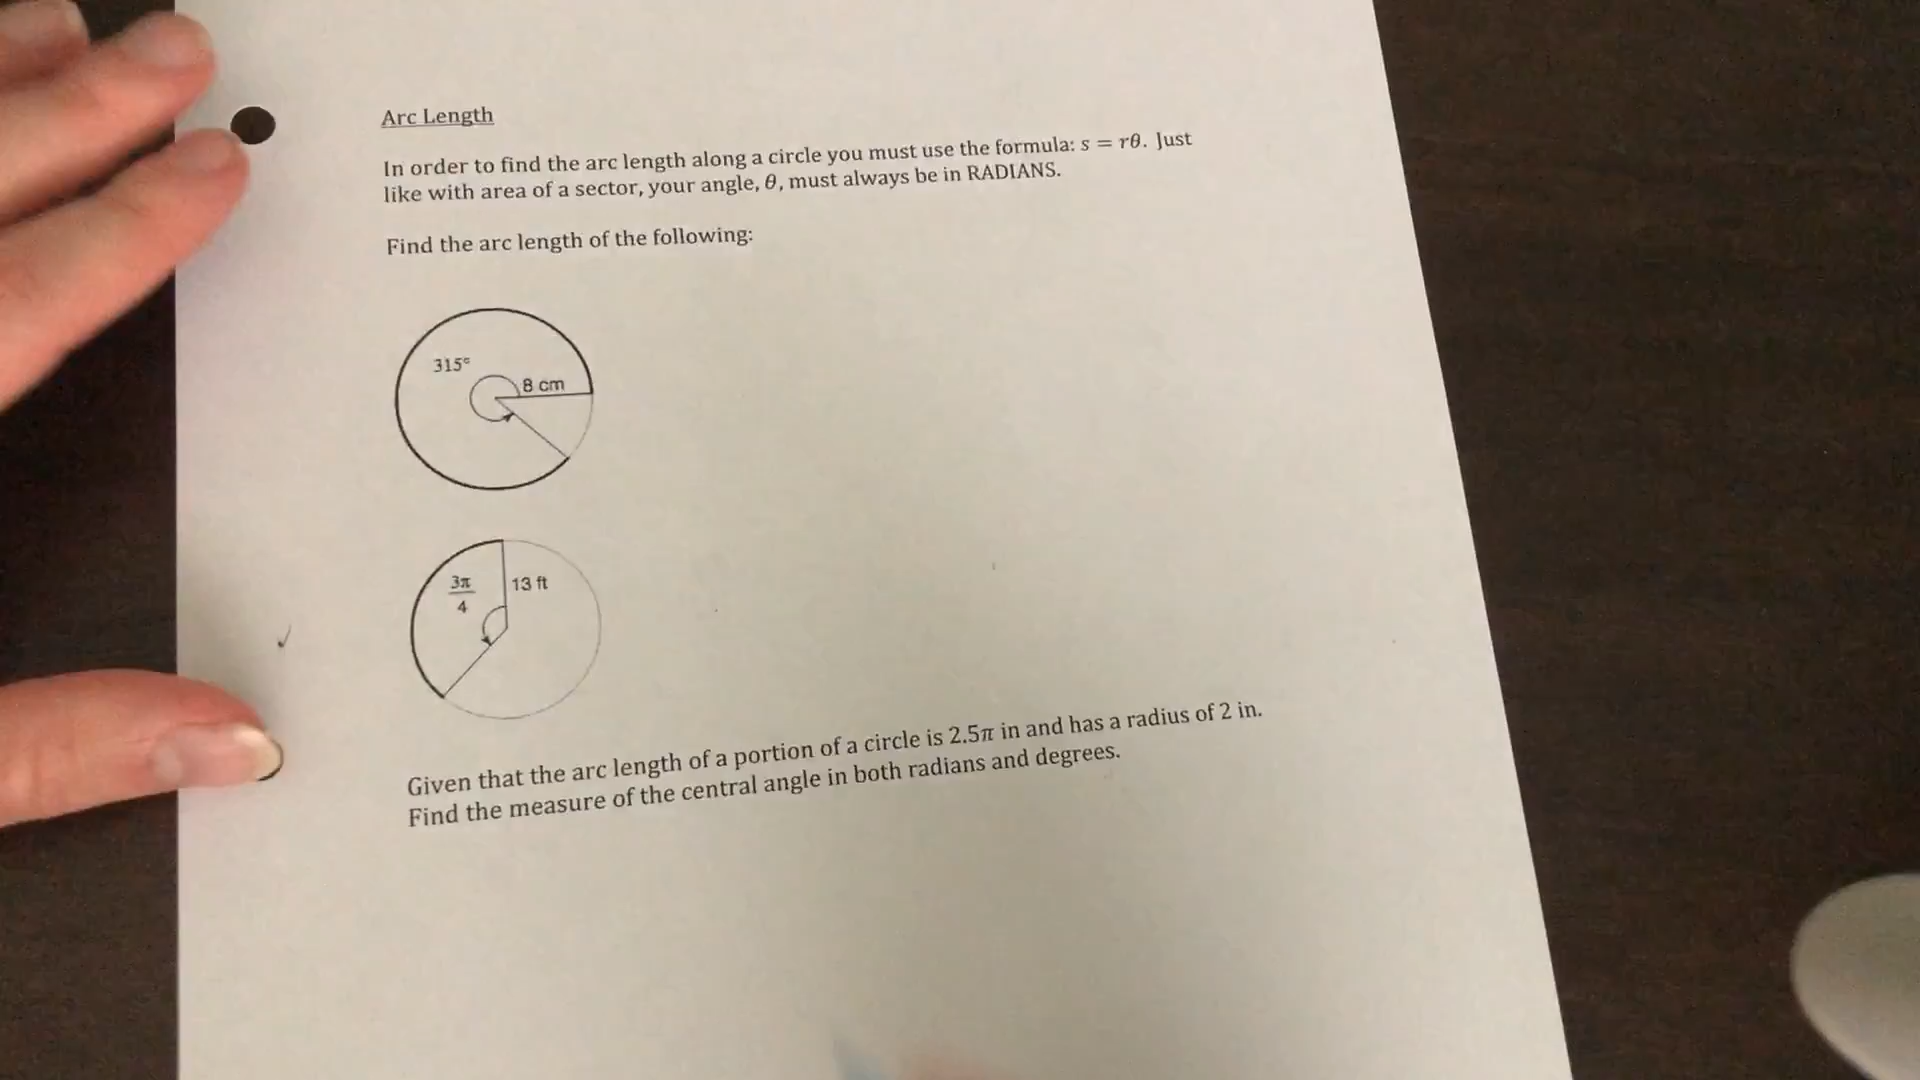 Arc Length
In order to find the arc length along a circle you must use the formula: s = rθ. Just
like with area of a sector, your angle, θ, must always be in RADIANS.
Find the arc length of the following:
315°
8 cm
3π
4
13 ft
Given that the arc length of a portion of a circle is 2.5π in and has a radius of 2 in.
Find the measure of the central angle in both radians and degrees.